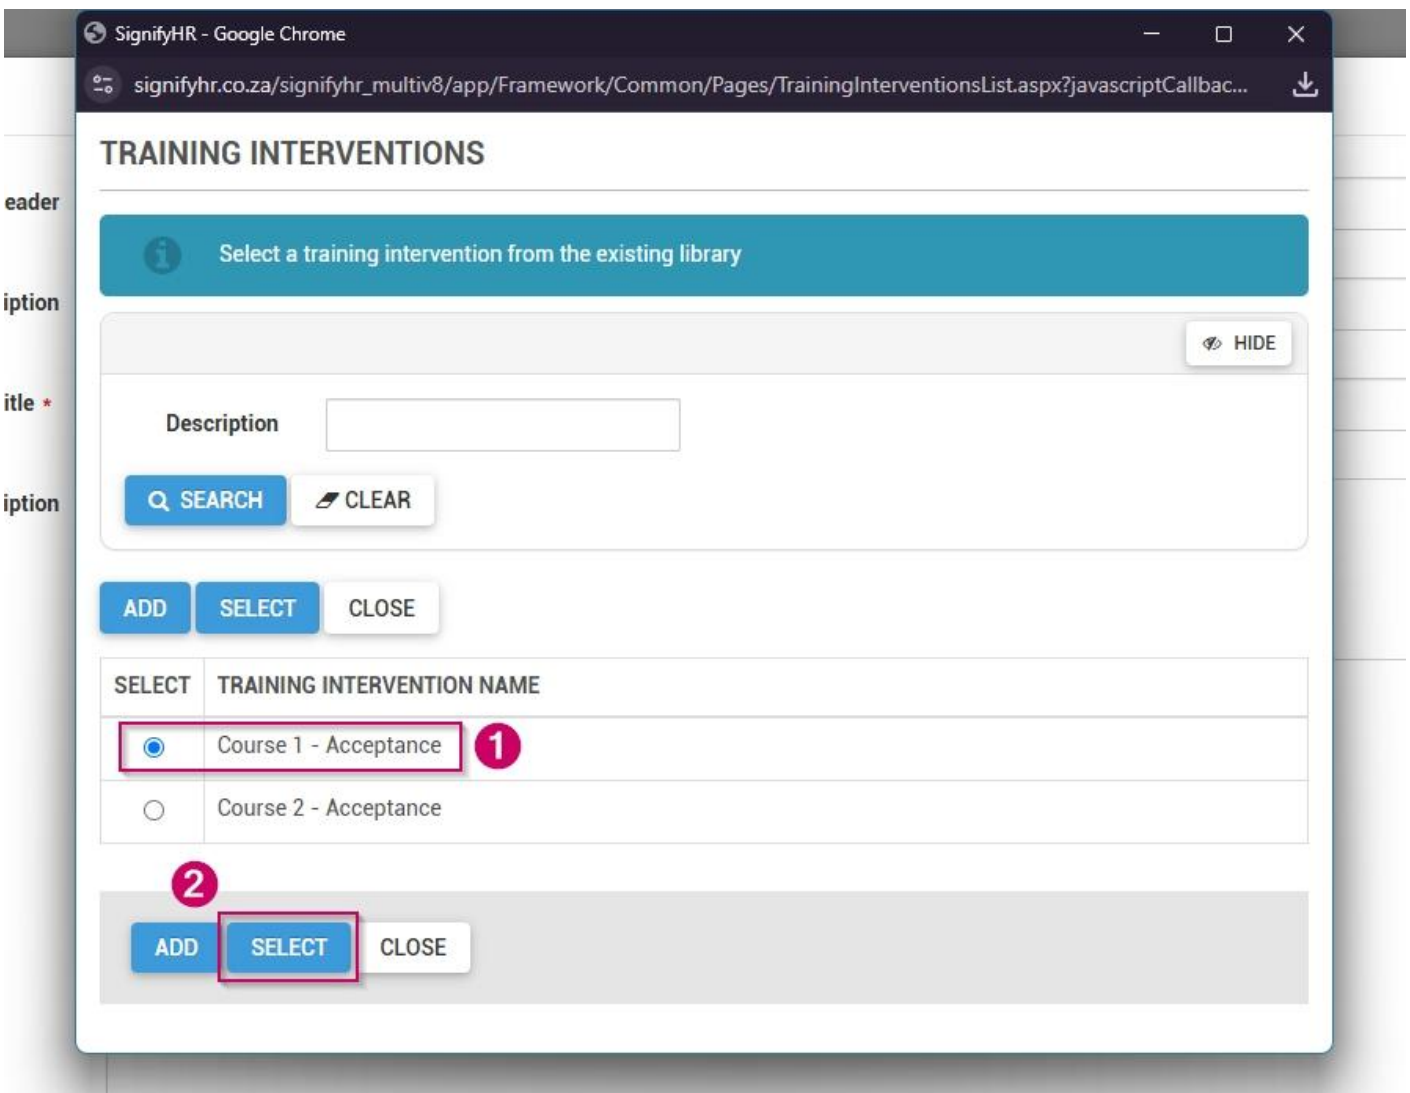 SignifyHR - Google Chrome
signifyhr.co.za/signifyhr_multiv8/app/Framework/Common/Pages/TrainingInterventionsList.aspx?javascriptCallbac...
TRAINING INTERVENTIONS
eader
Select a training intervention from the existing library
iption
HIDE
itle *
Description
SEARCH CLEAR
iption
ADD SELECT CLOSE
SELECT TRAINING INTERVENTION NAME
Course 1 - Acceptance 1
Course 2 - Acceptance
2
ADD SELECT CLOSE